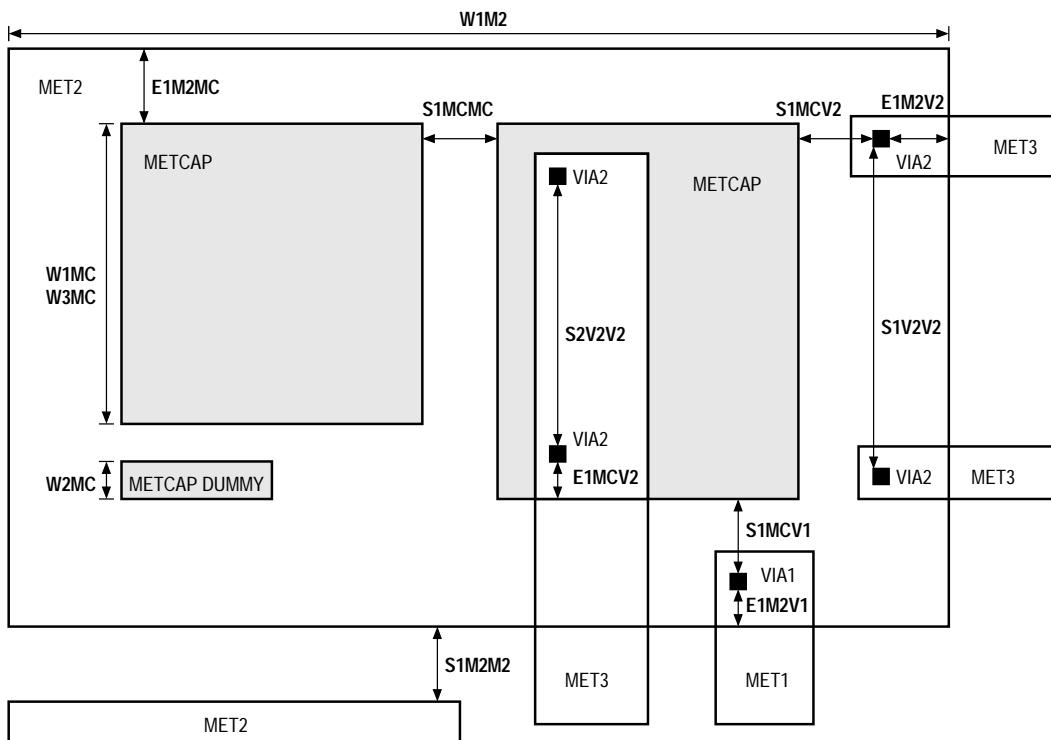 W1M2
MET2
E1M2MC
S1MCMC
S1MCV2
E1M2V2
METCAP
VIA2
METCAP
VIA2
MET3
W1MC
W3MC
S2V2V2
S1V2V2
VIA2
E1MCV2
W2MC
METCAP DUMMY
VIA2
MET3
S1MCV1
VIA1
E1M2V1
S1M2M2
MET3
MET1
MET2